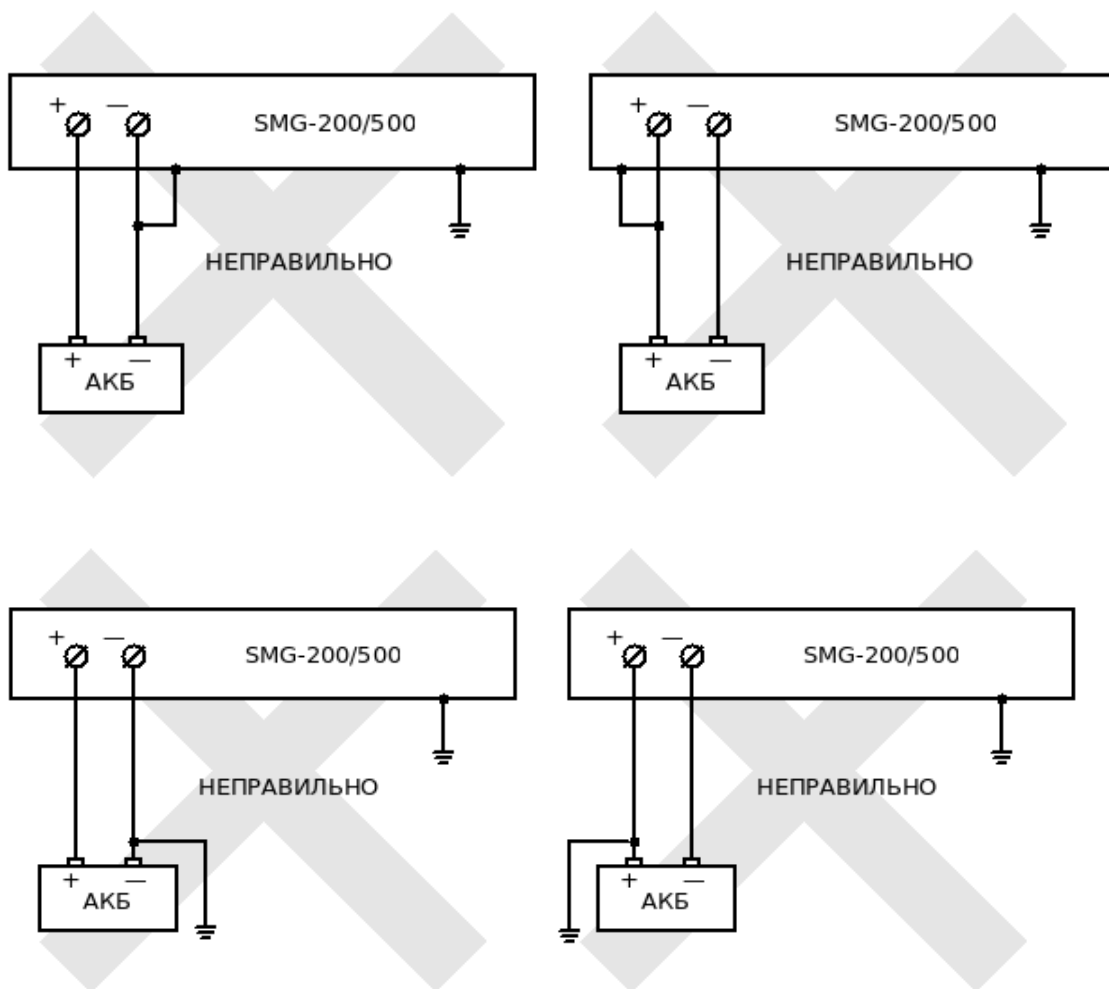 + — SMG-200/500
НЕПРАВИЛЬНО
+ —
АКБ
+ — SMG-200/500
НЕПРАВИЛЬНО
+ —
АКБ
+ — SMG-200/500
НЕПРАВИЛЬНО
+ —
АКБ
+ — SMG-200/500
НЕПРАВИЛЬНО
+ —
АКБ